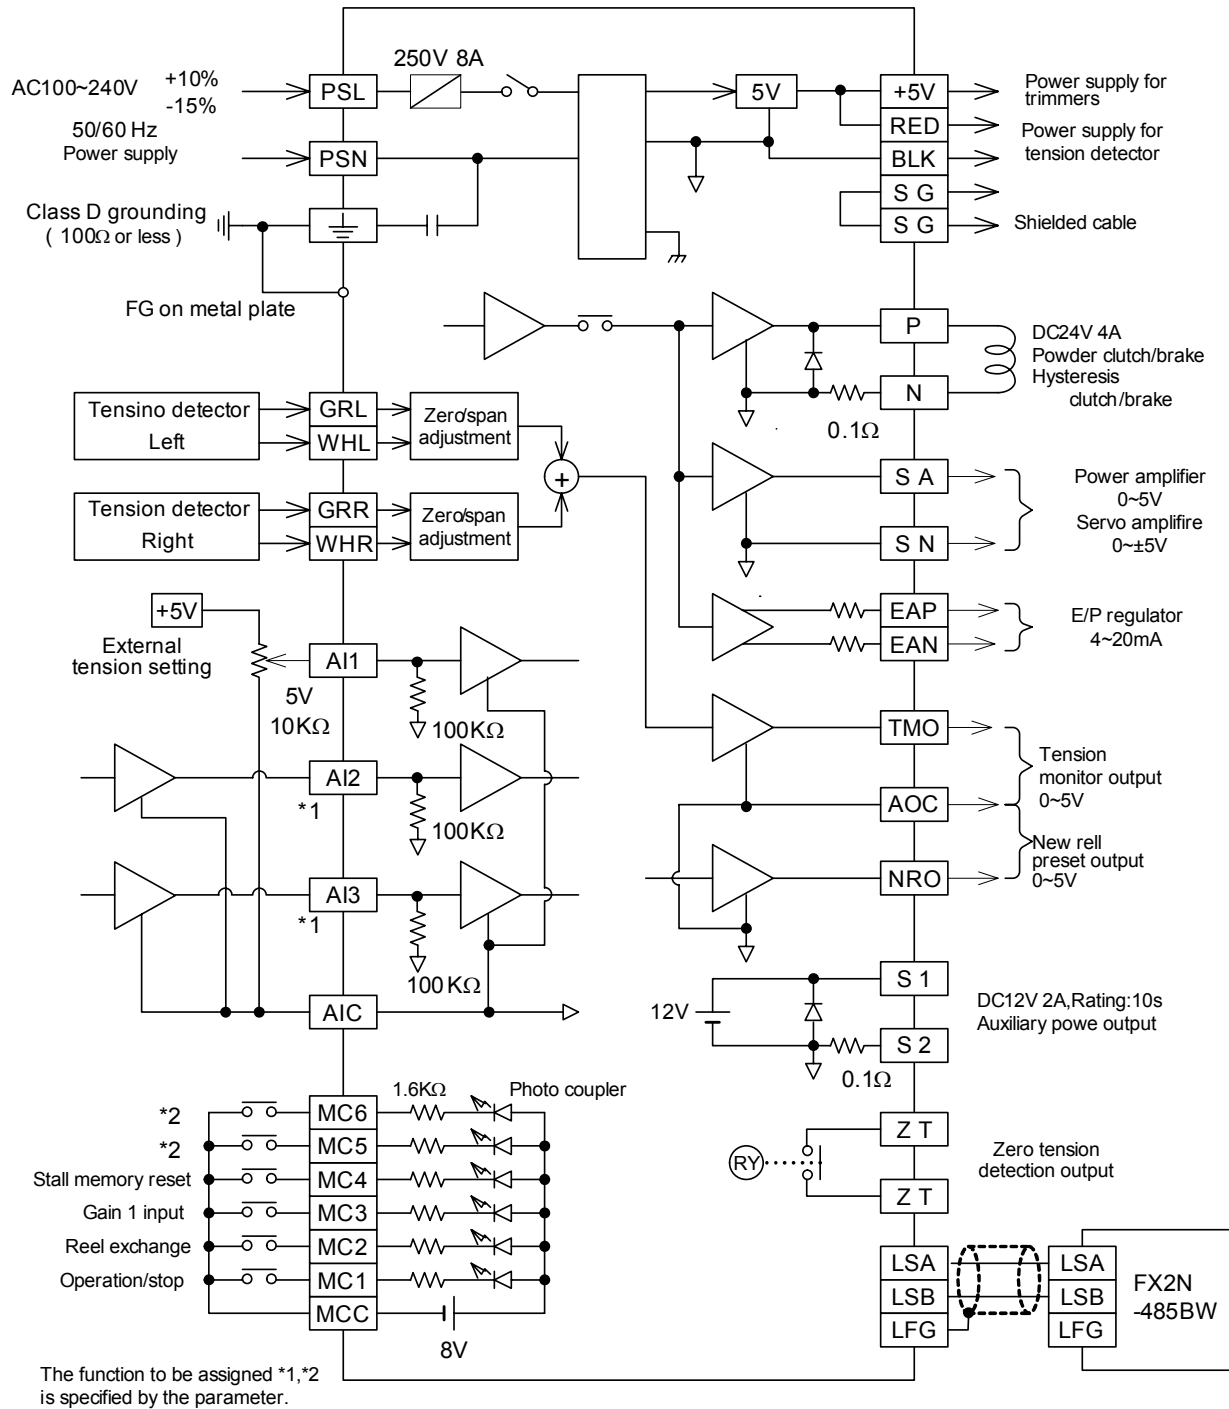 250V 8A
AC100~240V +10%
-15%
50/60 Hz
Power supply
PSL
PSN
Class D grounding
( 100Ω or less )
FG on metal plate
5V
+5V
RED
BLK
S G
S G
Power supply for
trimmers
Power supply for
tension detector
Shielded cable
P
N
0.1Ω
DC24V 4A
Powder clutch/brake
Hysteresis
clutch/brake
Tensino detector
Left
GRL
WHL
Zero/span
adjustment
Tension detector
Right
GRR
WHR
Zero/span
adjustment
+
S A
S N
Power amplifier
0~5V
Servo amplifire
0~±5V
EAP
EAN
E/P regulator
4~20mA
+5V
External
tension setting
AI1
5V
10KΩ
100KΩ
AI2
*1
100KΩ
AI3
*1
100KΩ
AIC
TMO
AOC
NRO
Tension
monitor output
0~5V
New rell
preset output
0~5V
12V
S 1
S 2
0.1Ω
DC12V 2A,Rating:10s
Auxiliary powe output
1.6KΩ
Photo coupler
*2
MC6
*2
MC5
Stall memory reset
MC4
Gain 1 input
MC3
Reel exchange
MC2
Operation/stop
MC1
MCC
8V
RY
Z T
Z T
Zero tension
detection output
LSA
LSB
LFG
LSA
LSB
LFG
FX2N
-485BW
The function to be assigned *1,*2
is specified by the parameter.